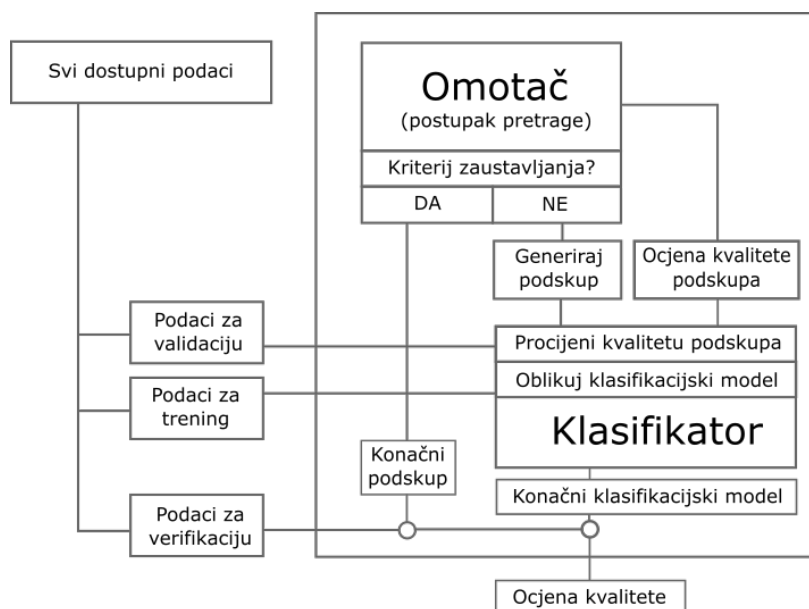 Svi dostupni podaci
Omotač
(postupak pretrage)
Kriterij zaustavljanja?
DA
NE
Generiraj
podskup
Ocjena kvalitete
podskupa
Podaci za
validaciju
Procijeni kvalitetu podskupa
Podaci za
trening
Oblikuj klasifikacijski model
Klasifikator
Konačni
podskup
Konačni klasifikacijski model
Podaci za
verifikaciju
Ocjena kvalitete